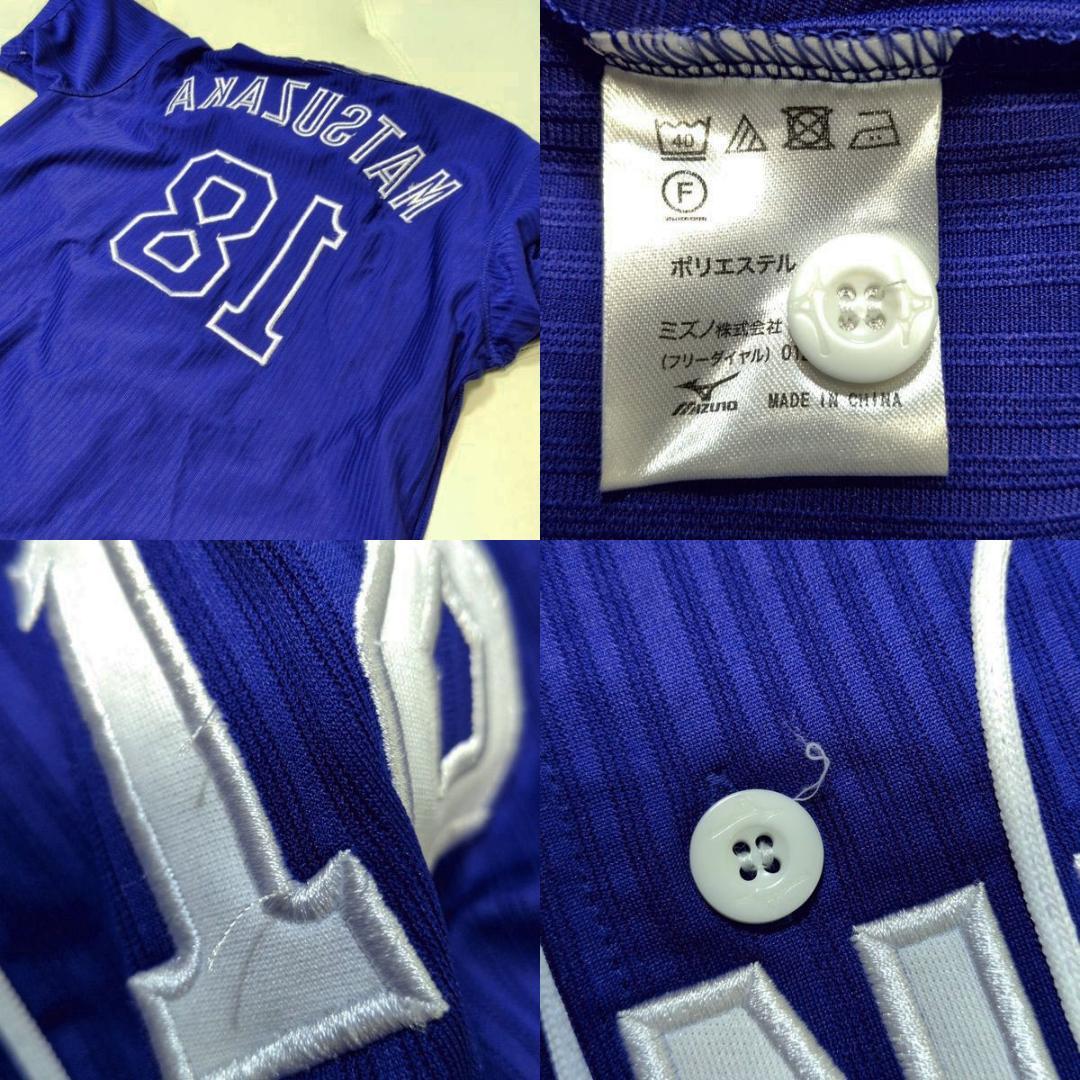 MATSUZAKA
18
40
F
ポリエステル
ミズノ株式会社
(フリーダイヤル) 01
MIZUNO MADE IN CHINA